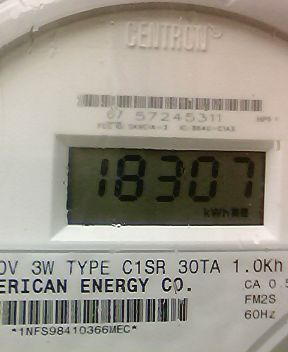 CENTRON
67 57245311
18307
kWh
0V 3W TYPE C1SR 30TA 1.0Kh
ERICAN ENERGY CO.
CA 0.5
FM2S
60Hz
*1NFS98410366MEC*